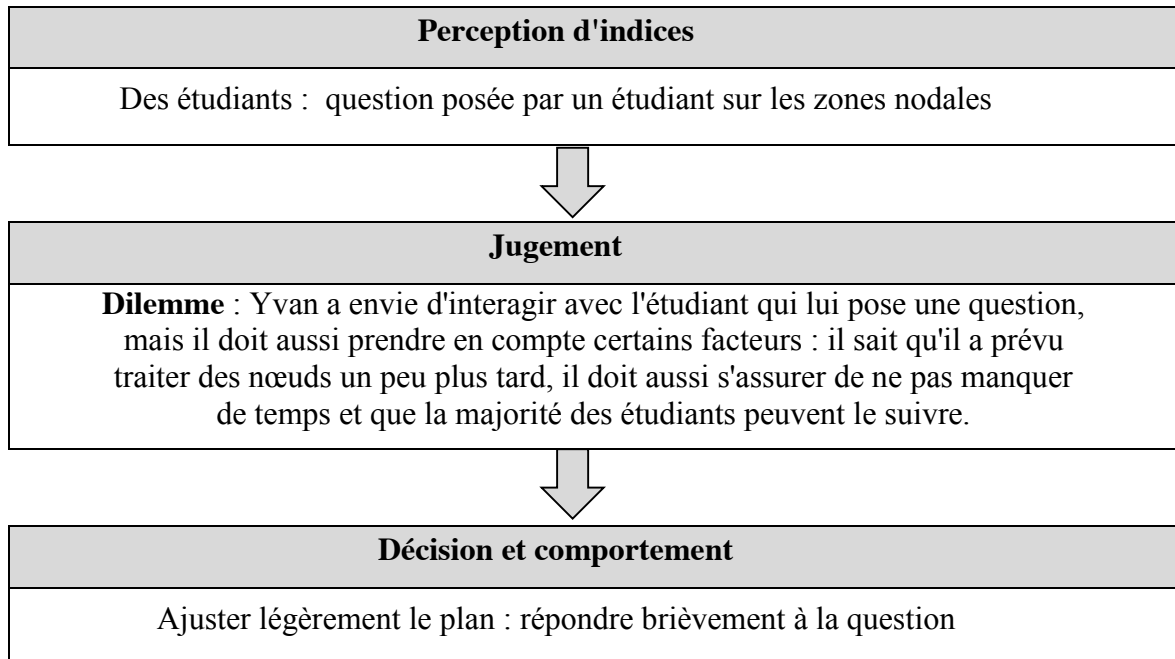 Perception d'indices
Des étudiants :  question posée par un étudiant sur les zones nodales
Jugement
Dilemme : Yvan a envie d'interagir avec l'étudiant qui lui pose une question,
mais il doit aussi prendre en compte certains facteurs : il sait qu'il a prévu
traiter des nœuds un peu plus tard, il doit aussi s'assurer de ne pas manquer
de temps et que la majorité des étudiants peuvent le suivre.
Décision et comportement
Ajuster légèrement le plan : répondre brièvement à la question